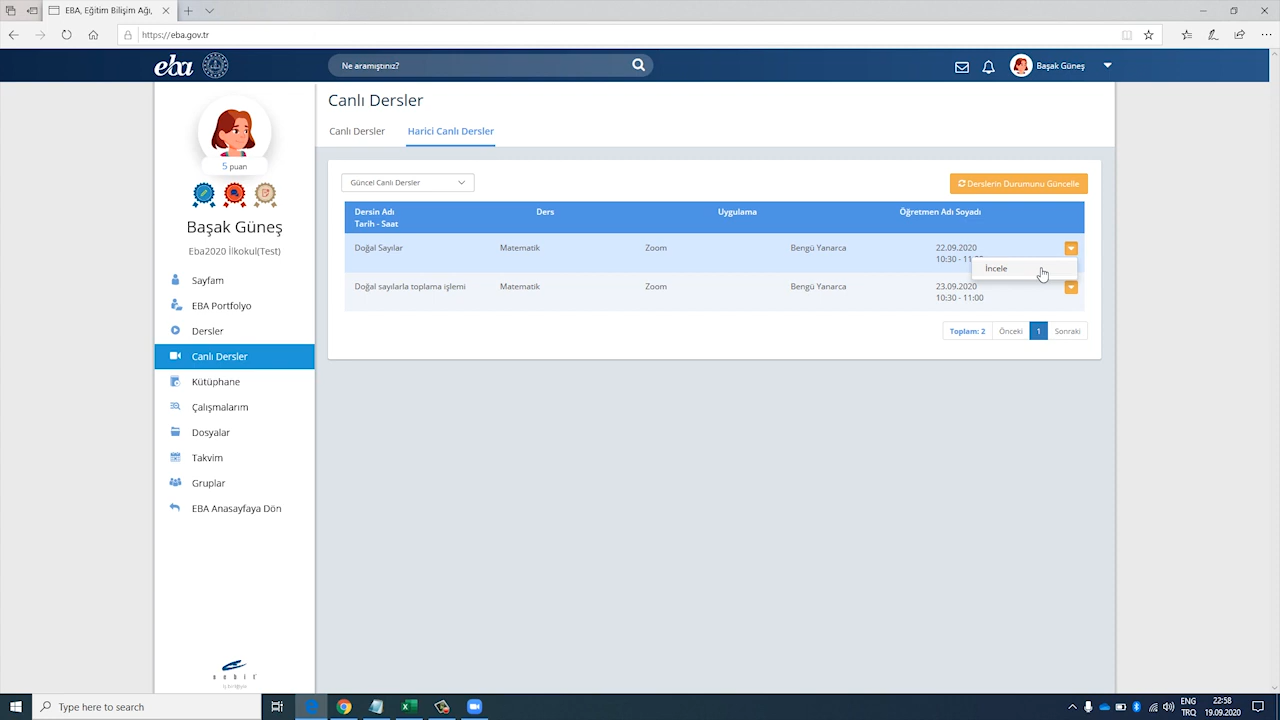 EBA, Eğitim Bilişim Ağı,
https://eba.gov.tr
eba
Ne aramıştınız?
Başak Güneş
5 puan
Başak Güneş
Eba2020 İlkokul(Test)
Sayfam
EBA Portfolyo
Dersler
Canlı Dersler
Kütüphane
Çalışmalarım
Dosyalar
Takvim
Gruplar
EBA Anasayfaya Dön
sebit
Canlı Dersler
Canlı Dersler Harici Canlı Dersler
Güncel Canlı Dersler
Derslerin Durumunu Güncelle
Dersin Adı Ders Uygulama Öğretmen Adı Soyadı
Tarih - Saat
Doğal Sayılar Matematik Zoom Bengü Yanarca 22.09.2020
10:30 -
İncele
Doğal sayılarla toplama işlemi Matematik Zoom Bengü Yanarca 23.09.2020
10:30 - 11:00
Toplam: 2 Önceki 1 Sonraki
Type here to search
ENG
TRQ
22:58
19.09.2020